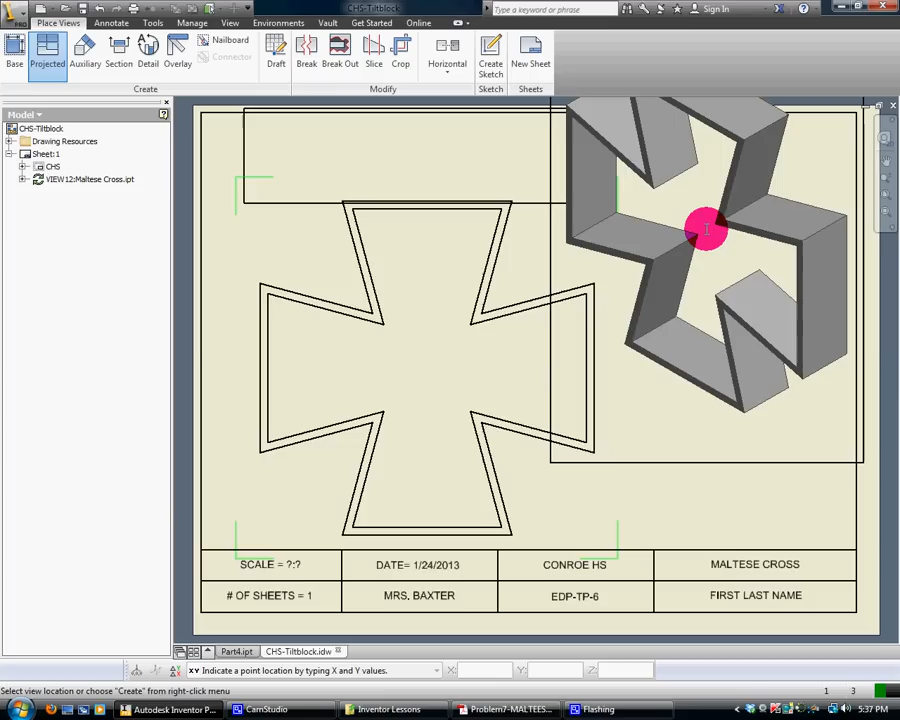 CHS-Tiltblock
Type a keyword or phrase
Sign In
PRO
Place Views Annotate Tools Manage View Environments Vault Get Started Online
Base Projected Auxiliary Section Detail Overlay Nailboard Connector Draft Break Break Out Slice Crop Horizontal Create Sketch New Sheet
Create Modify Sketch Sheets
Model
CHS-Tiltblock
Drawing Resources
Sheet:1
CHS
VIEW12:Maltese Cross.ipt
SCALE = ?:? DATE= 1/24/2013 CONROE HS MALTESE CROSS
# OF SHEETS = 1 MRS. BAXTER EDP-TP-6 FIRST LAST NAME
Part4.ipt CHS-Tiltblock.idw
XY Indicate a point location by typing X and Y values. X: Y: Z:
Select view location or choose "Create" from right-click menu 1 3
Autodesk Inventor P... CamStudio Inventor Lessons Problem7-MALTEES... Flashing 5:37 PM